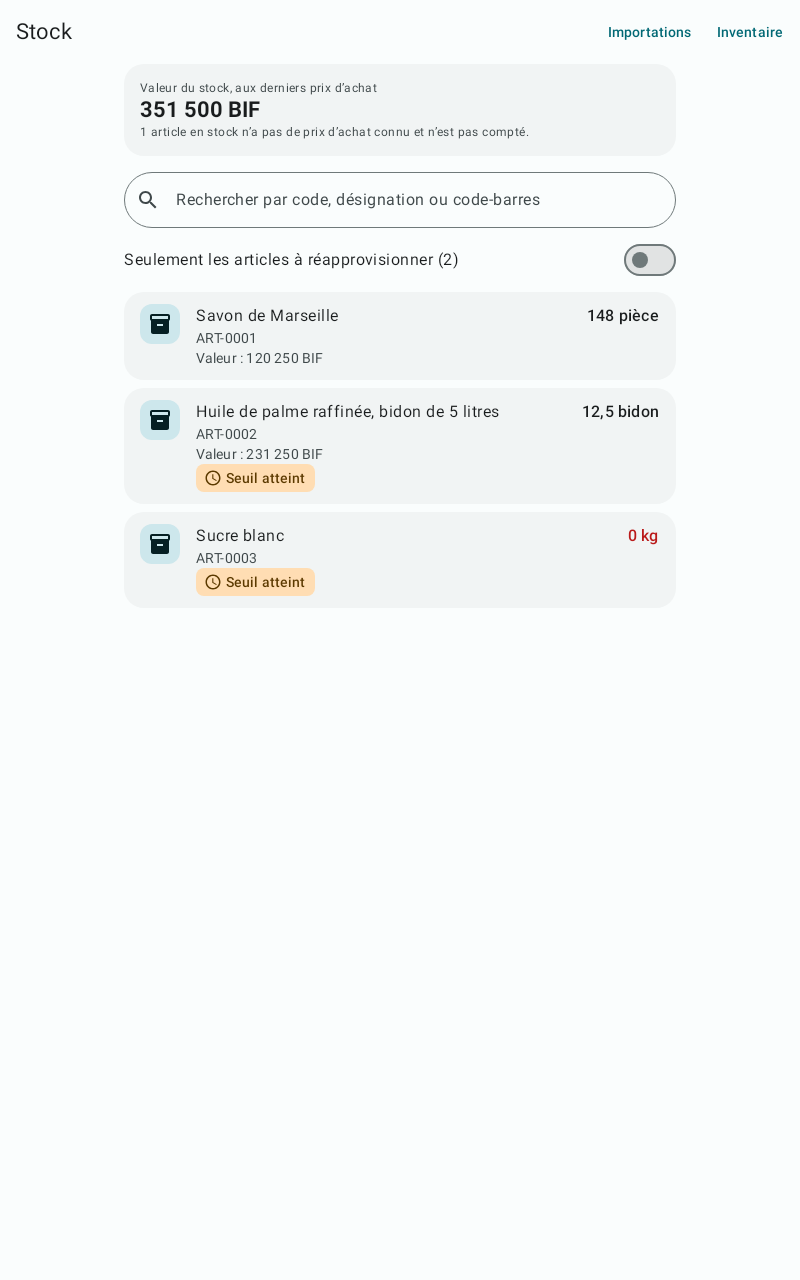 Stock
Importations
Inventaire
Valeur du stock, aux derniers prix d’achat
351 500 BIF
1 article en stock n’a pas de prix d’achat connu et n’est pas compté.
Rechercher par code, désignation ou code-barres
Seulement les articles à réapprovisionner (2)
Savon de Marseille
148 pièce
ART-0001
Valeur : 120 250 BIF
Huile de palme raffinée, bidon de 5 litres
12,5 bidon
ART-0002
Valeur : 231 250 BIF
Seuil atteint
Sucre blanc
0 kg
ART-0003
Seuil atteint